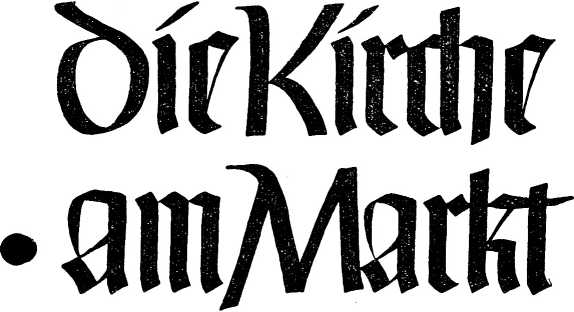 die Kirche
• am Markt